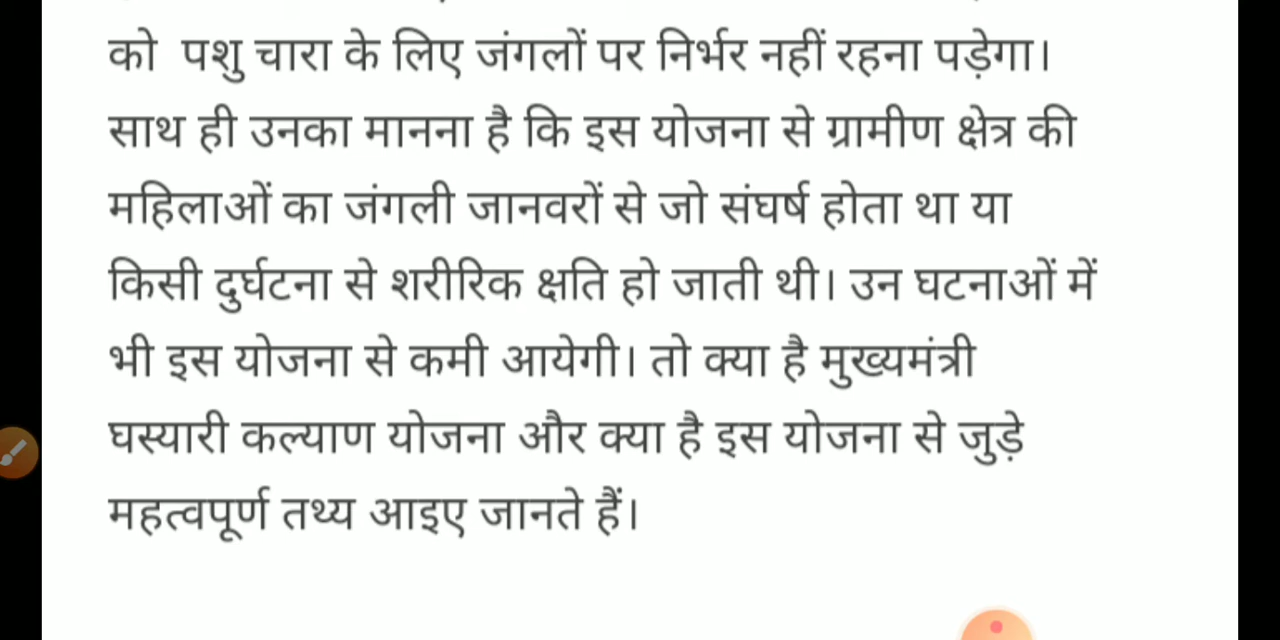 को पशु चारा के लिए जंगलों पर निर्भर नहीं रहना पड़ेगा।
साथ ही उनका मानना है कि इस योजना से ग्रामीण क्षेत्र की
महिलाओं का जंगली जानवरों से जो संघर्ष होता था या
किसी दुर्घटना से शरीरिक क्षति हो जाती थी। उन घटनाओं में
भी इस योजना से कमी आयेगी। तो क्या है मुख्यमंत्री
घस्यारी कल्याण योजना और क्या है इस योजना से जुड़े
महत्वपूर्ण तथ्य आइए जानते हैं।